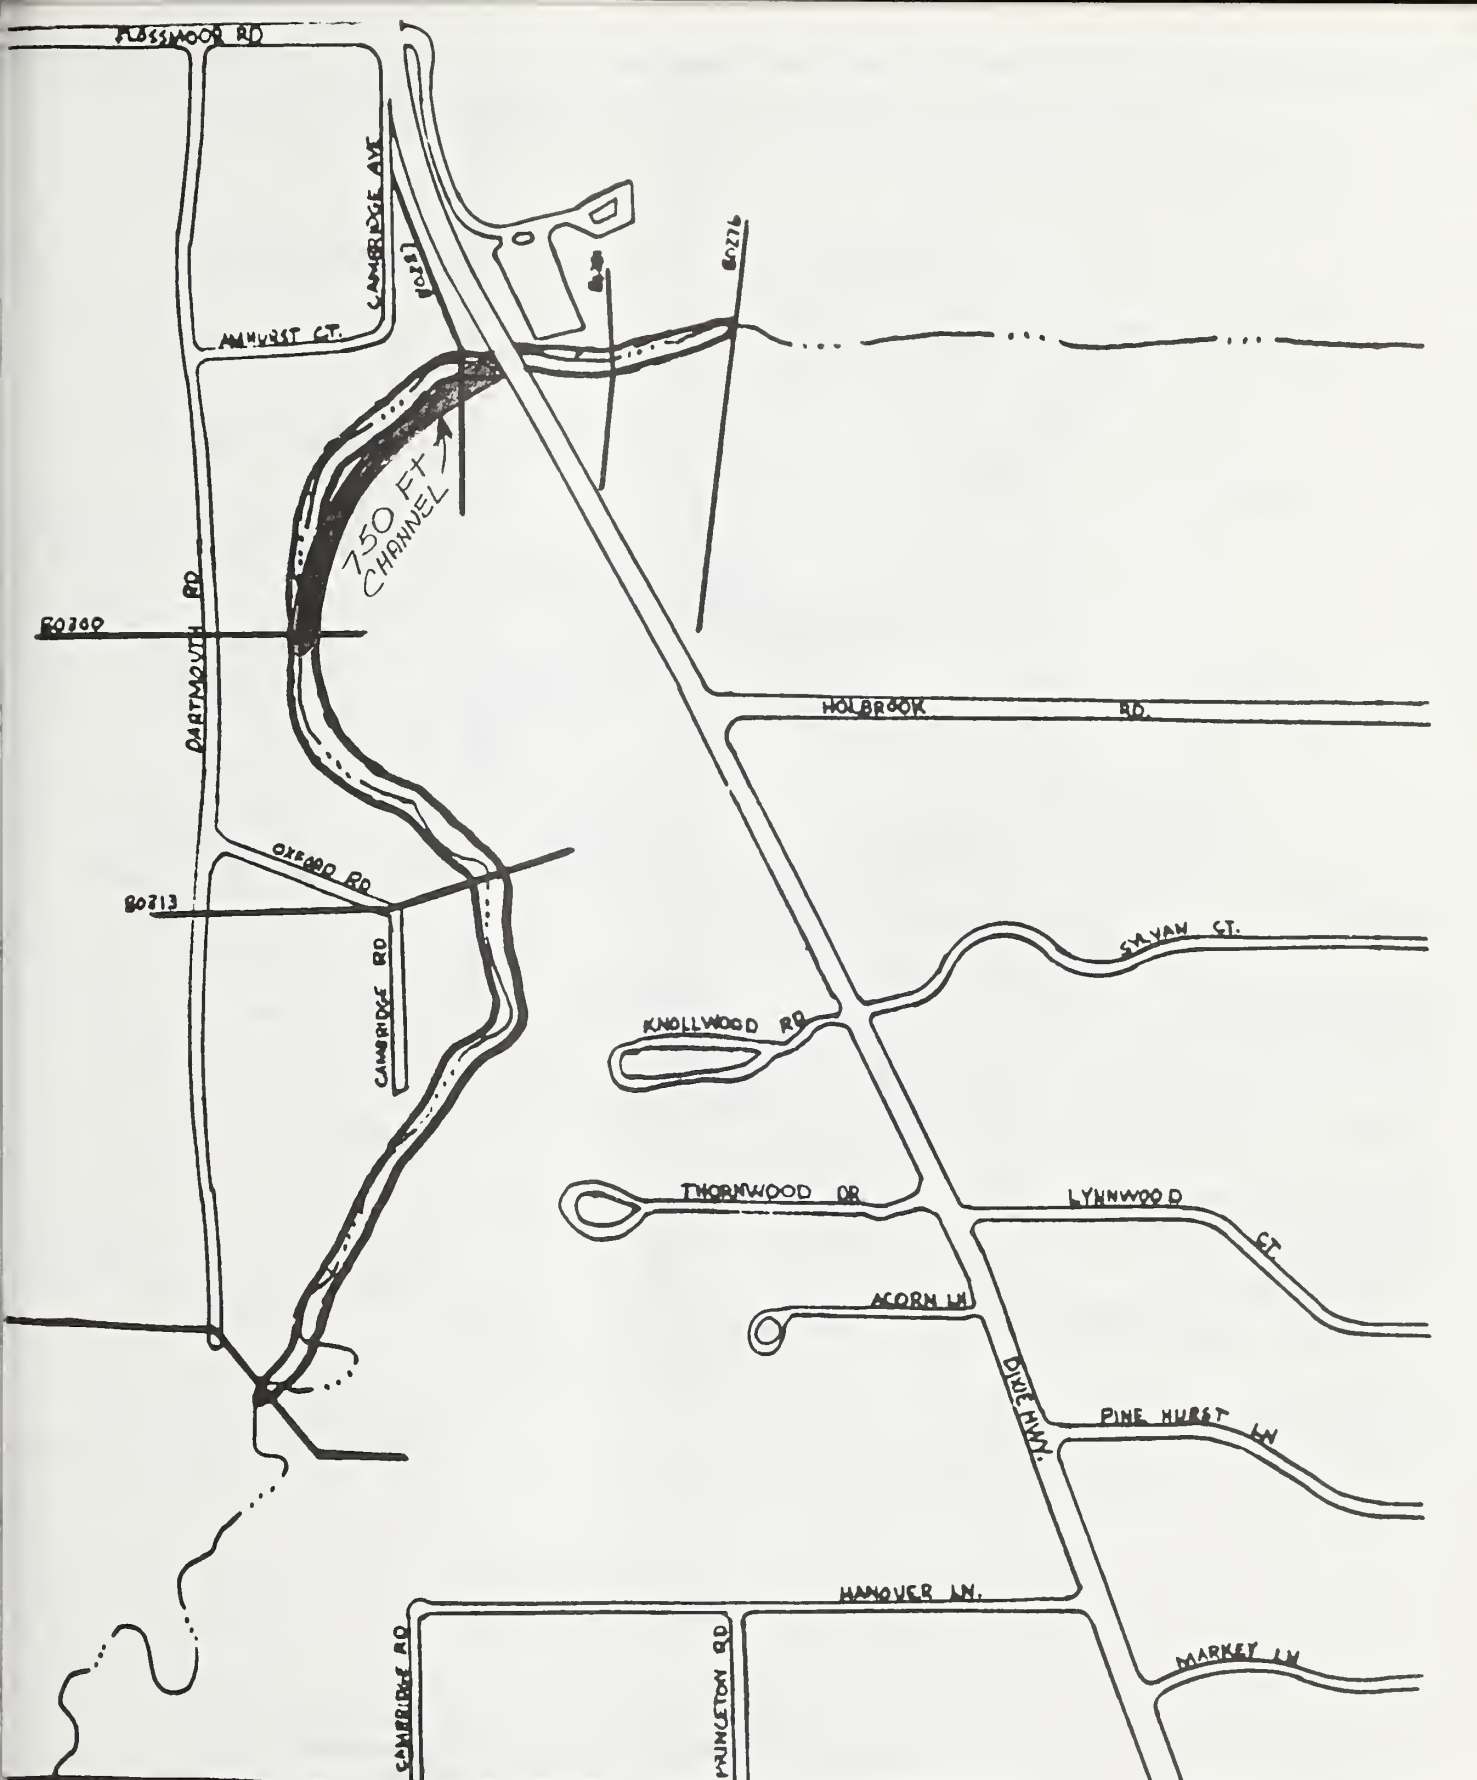 FLOSSMOOR RD
CAMBRIDGE AVE
80287
80276
AMHURST CT.
750 FT
CHANNEL
80300
DARTMOUTH RD
HOLBROOK RD.
OXFORD RD
80313
CAMBRIDGE RD
SYLVAN CT.
KNOLLWOOD RD
THORNWOOD DR
LYNNWOOD CT.
ACORN LN
DIXIE HWY.
PINE HURST LN
HANOVER LN.
CAMBRIDGE RD
PRINCETON RD
MARKEY LN